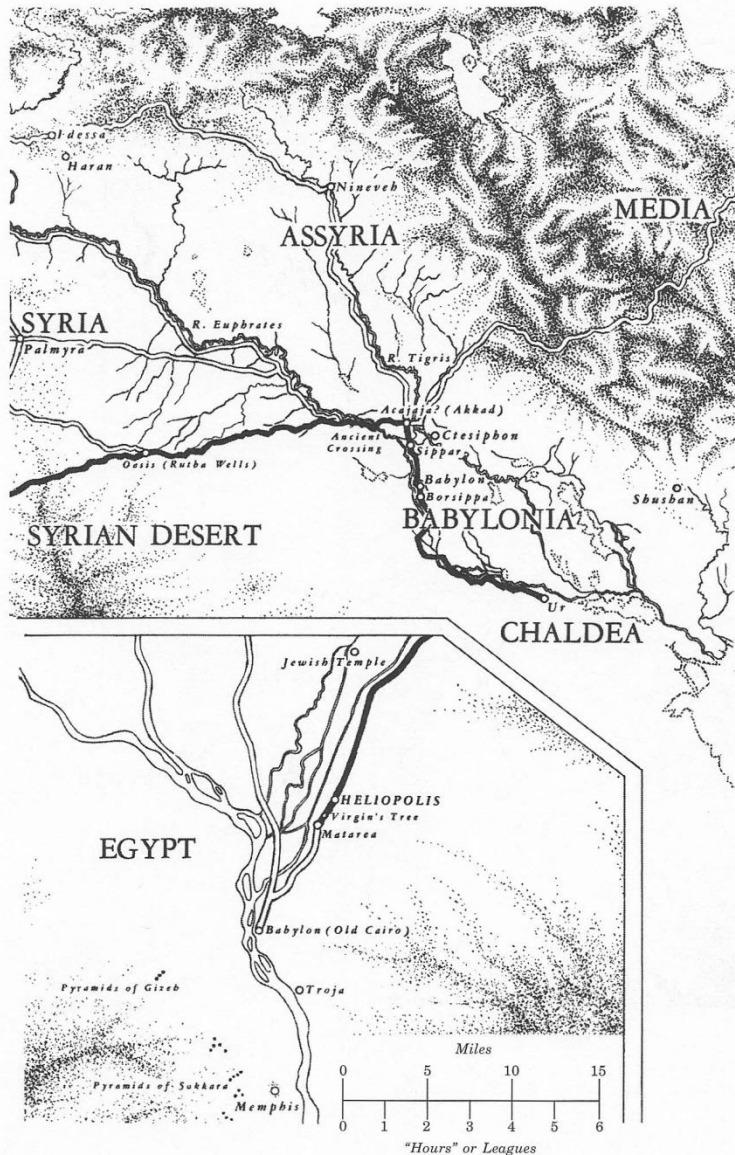 Edessa
Haran
Nineveh
MEDIA
ASSYRIA
SYRIA
Palmyra
R. Euphrates
R. Tigris
Acajaja? (Akkad)
Ancient
Crossing
Ctesiphon
Sippar
Oasis (Rutba Wells)
Babylon
Borsippa
Shushan
BABYLONIA
SYRIAN DESERT
Ur
CHALDEA
Jewish Temple
HELIOPOLIS
Virgin's Tree
Matarea
EGYPT
Babylon (Old Cairo)
Pyramids of Gizeh
Troja
Pyramids of Sakkara
Memphis
Miles
0 5 10 15
0 1 2 3 4 5 6
"Hours" or Leagues